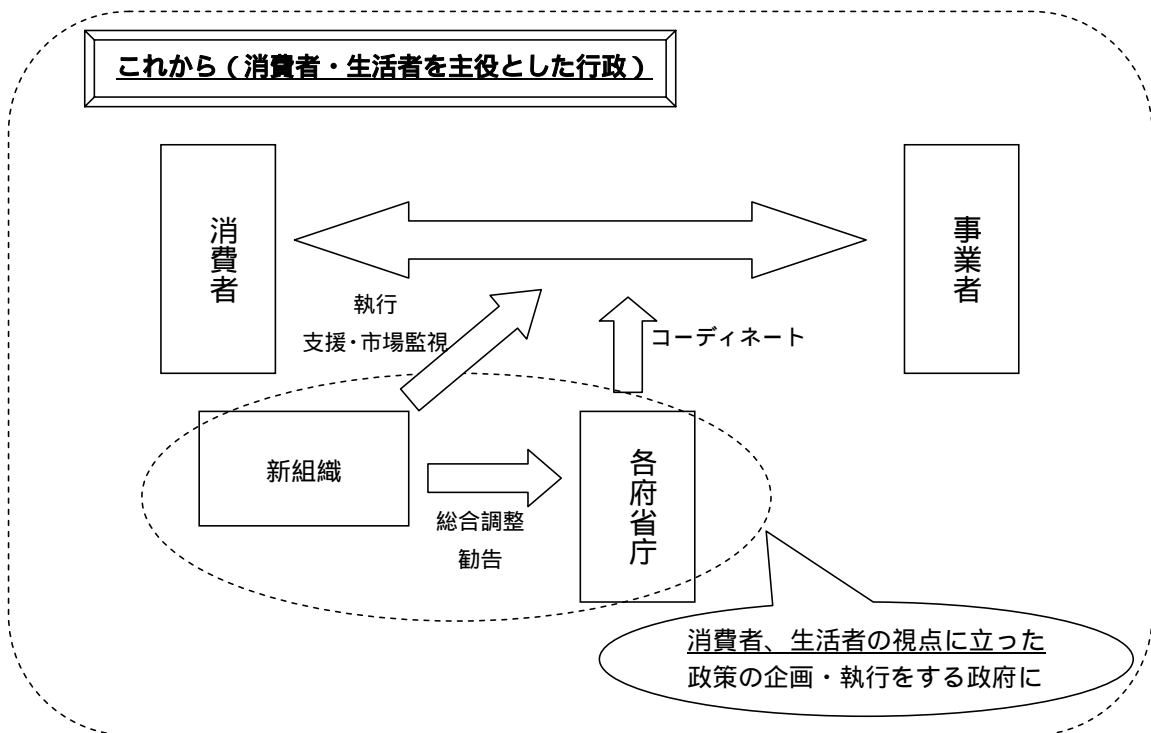 これから（消費者・生活者を主役とした行政）
消費者
事業者
執行
支援・市場監視
コーディネート
新組織
総合調整
勧告
各府省庁
消費者、生活者の視点に立った
政策の企画・執行をする政府に